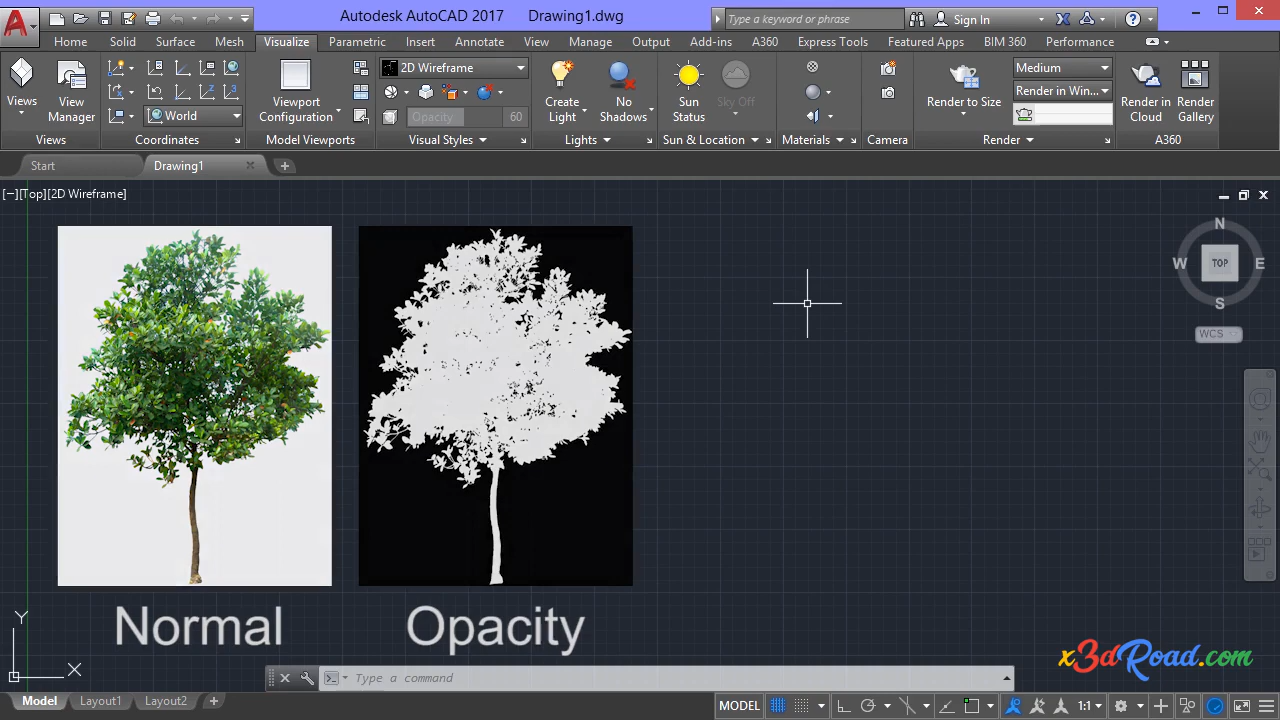 Autodesk AutoCAD 2017 Drawing1.dwg
Type a keyword or phrase
Sign In
Home Solid Surface Mesh Visualize Parametric Insert Annotate View Manage Output Add-ins A360 Express Tools Featured Apps BIM 360 Performance
Views
View
Manager
World
Viewport
Configuration
2D Wireframe
Opacity 60
Create
Light
No
Shadows
Sun
Status
Sky Off
Render to Size
Medium
Render in Win...
Render in
Cloud
Render
Gallery
Views Coordinates Model Viewports Visual Styles Lights Sun & Location Materials Camera Render A360
Start Drawing1
[−][Top][2D Wireframe]
N
W TOP E
S
WCS
Normal Opacity
Y
X
x3dRoad.com
Type a command
Model Layout1 Layout2
MODEL
1:1